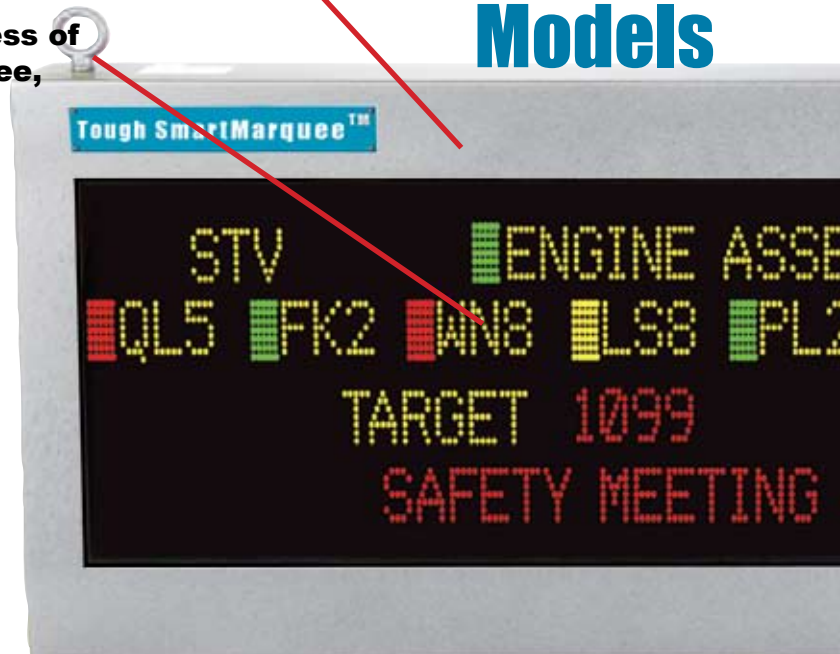 ess of
ee,
Models
Tough SmartMarquee™
STV ENGINE ASSE
QL5 FK2 WN8 LS8 PL2
TARGET 1099
SAFETY MEETING